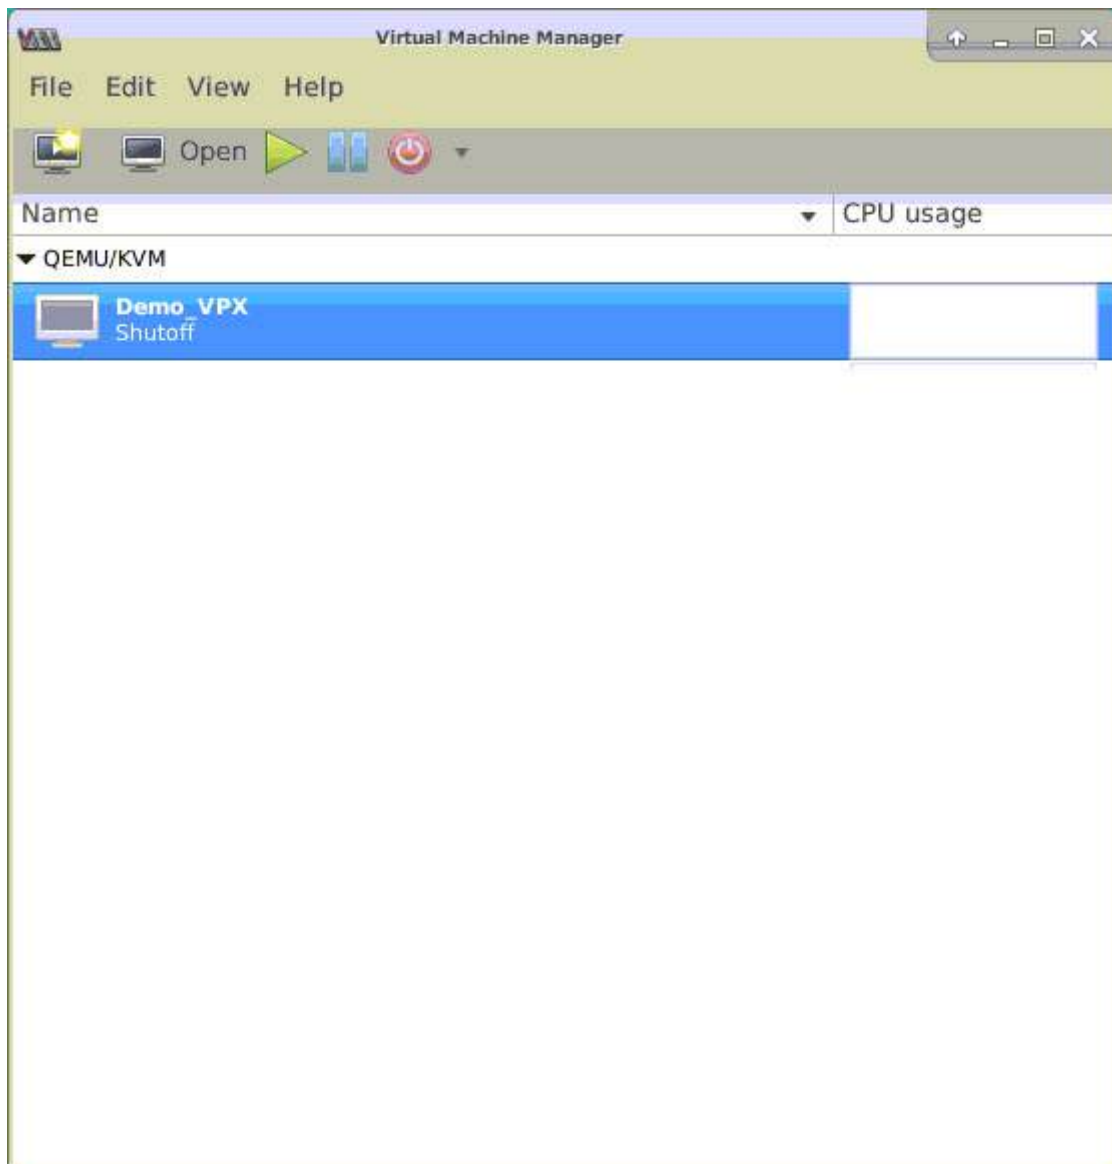 Virtual Machine Manager
File Edit View Help
Open
Name CPU usage
QEMU/KVM
Demo_VPX
Shutoff